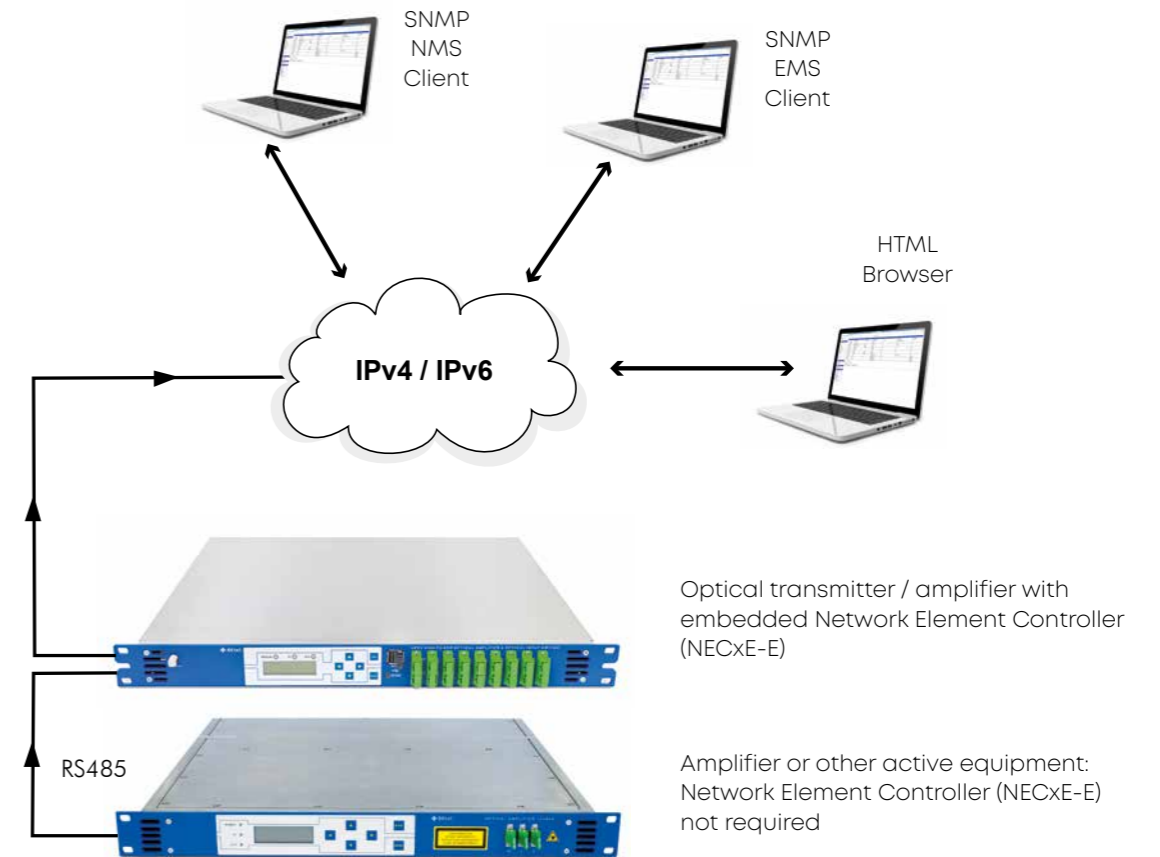 SNMP
NMS
Client
SNMP
EMS
Client
HTML
Browser
IPv4 / IPv6
Optical transmitter / amplifier with
embedded Network Element Controller
(NECxE-E)
RS485
Amplifier or other active equipment:
Network Element Controller (NECxE-E)
not required